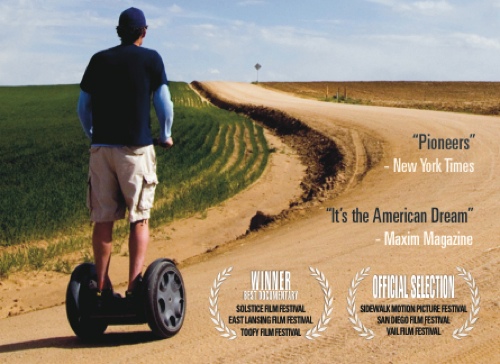 "Pioneers"
- New York Times
"It's the American Dream"
- Maxim Magazine
WINNER
BEST DOCUMENTARY
SOLSTICE FILM FESTIVAL
EAST LANSING FILM FESTIVAL
TOOFY FILM FESTIVAL
OFFICIAL SELECTION
SIDEWALK MOTION PICTURE FESTIVAL
SAN DIEGO FILM FESTIVAL
VAIL FILM FESTIVAL